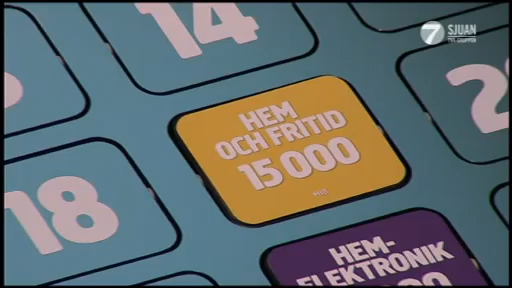 7 SJUAN
14
HEM
OCH FRITID
15 000
18
HEM-
ELEKTRONIK